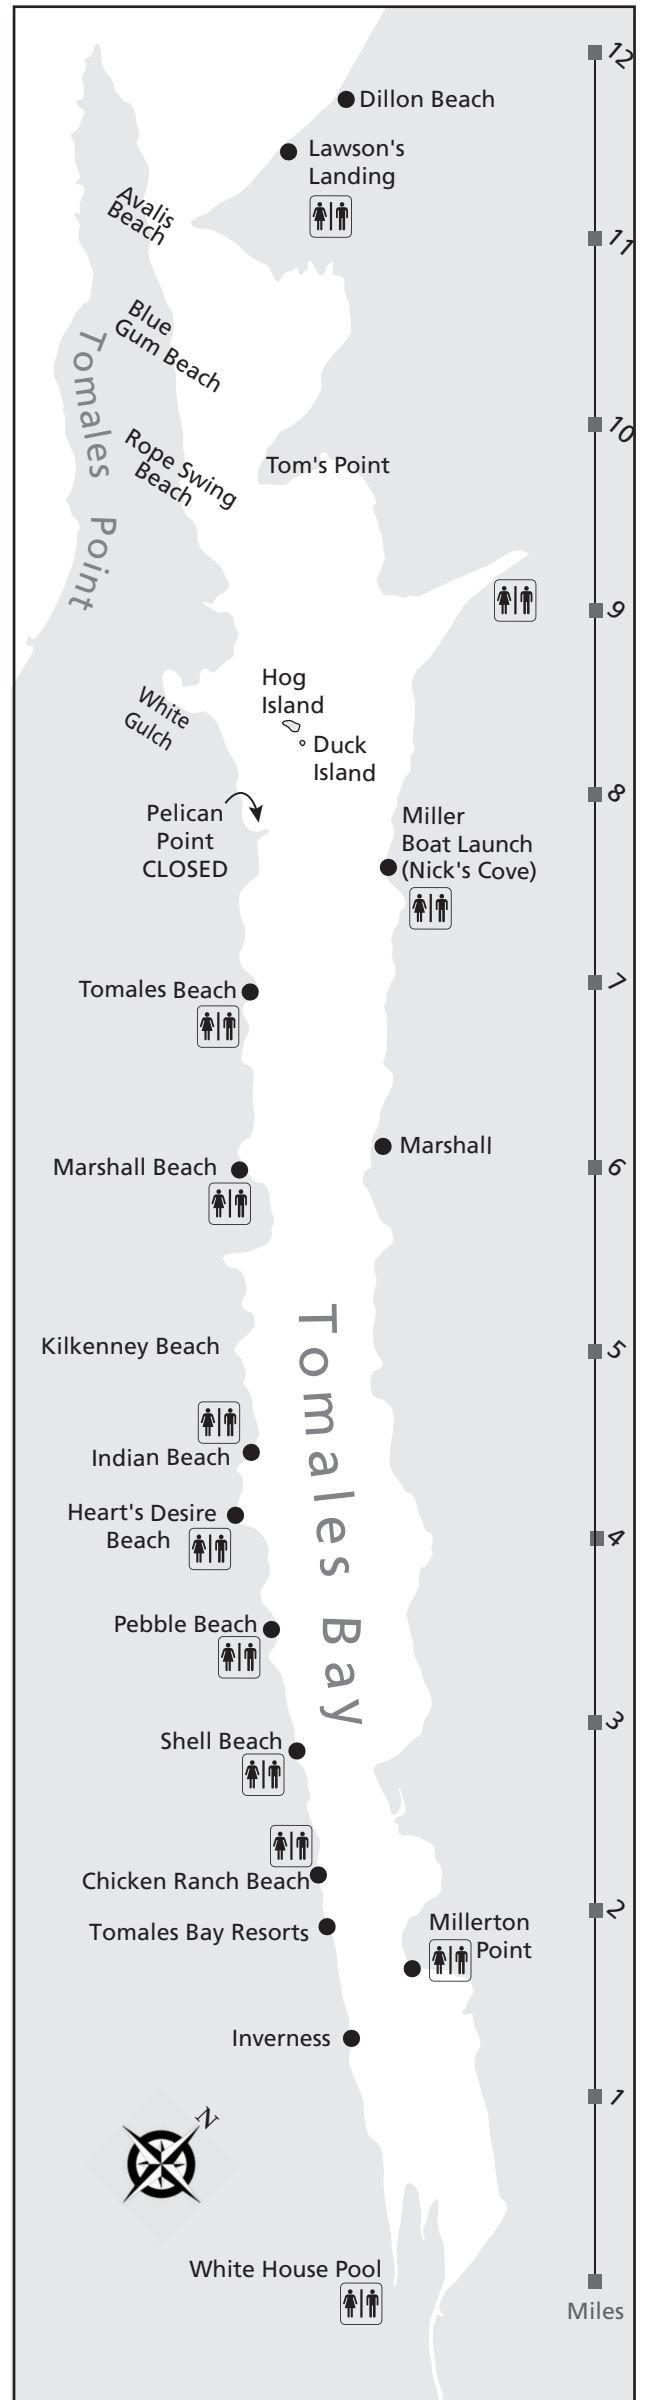 12
Dillon Beach
Lawson's
Landing
Avalis
Beach
11
Blue
Gum Beach
Tomales Point
10
Rope Swing
Beach
Tom's Point
9
Hog
Island
White
Gulch
Duck
Island
8
Pelican
Point
CLOSED
Miller
Boat Launch
(Nick's Cove)
7
Tomales Beach
Marshall
6
Marshall Beach
Tomales Bay
5
Kilkenney Beach
Indian Beach
Heart's Desire
Beach
4
Pebble Beach
3
Shell Beach
Chicken Ranch Beach
2
Tomales Bay Resorts
Millerton
Point
Inverness
1
N
White House Pool
Miles